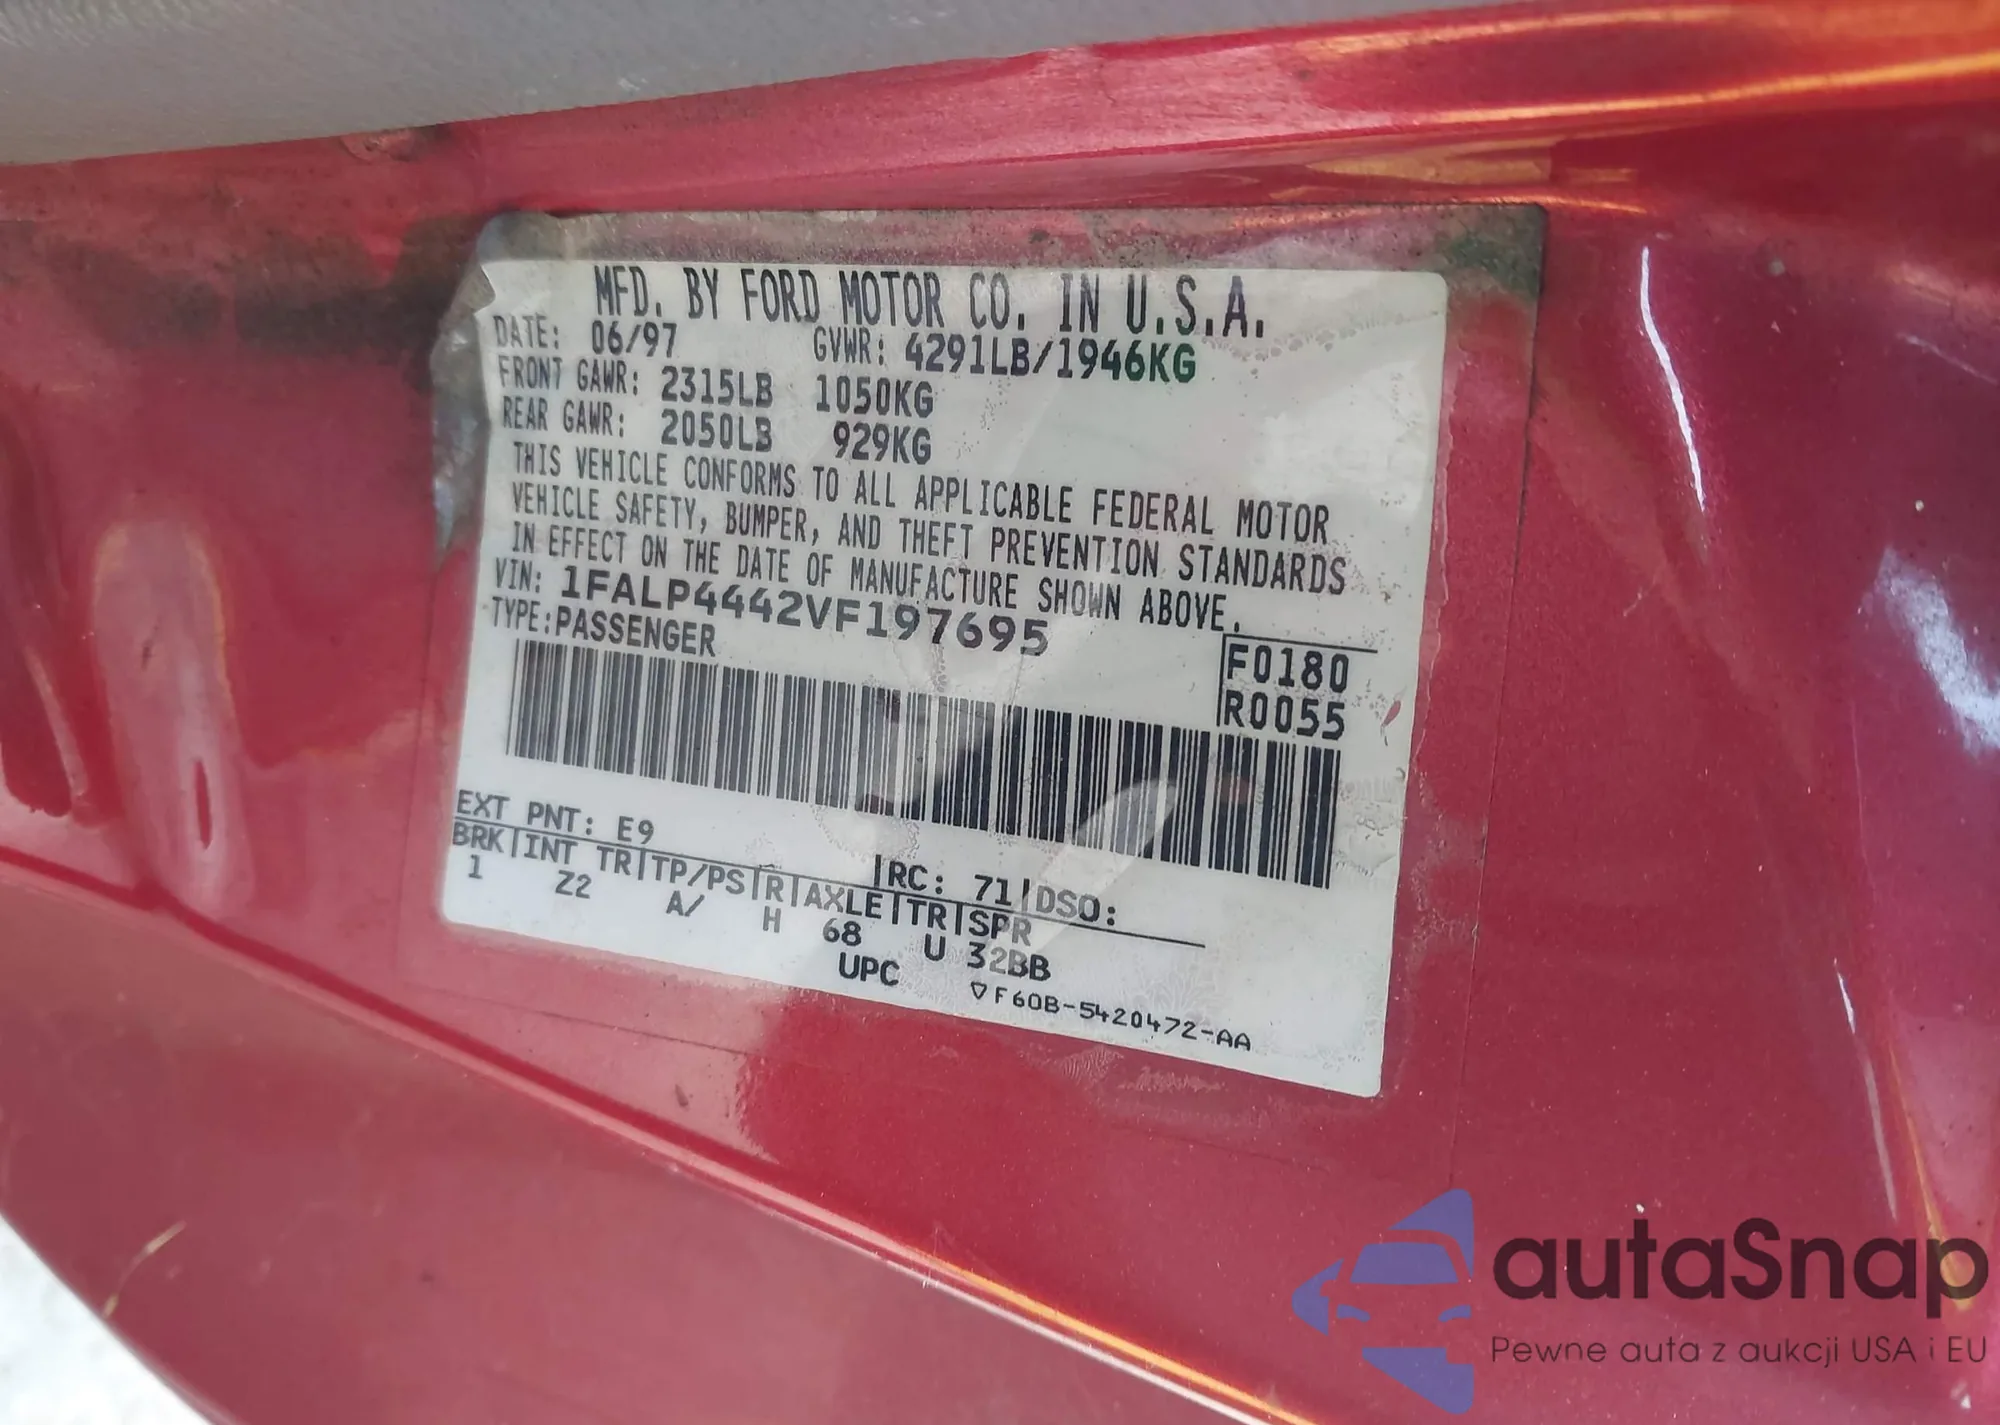 MFD. BY FORD MOTOR CO. IN U.S.A.
DATE: 06/97 GVWR: 4291LB/1946KG
FRONT GAWR: 2315LB 1050KG
REAR GAWR: 2050LB 929KG
THIS VEHICLE CONFORMS TO ALL APPLICABLE FEDERAL MOTOR
VEHICLE SAFETY, BUMPER, AND THEFT PREVENTION STANDARDS
IN EFFECT ON THE DATE OF MANUFACTURE SHOWN ABOVE.
VIN: 1FALP4442VF197695
TYPE: PASSENGER
F0180
R0055
EXT PNT: E9 |RC: 71|DSO:
BRK|INT TR|TP/PS|R|AXLE|TR|SPR
1 Z2 A/ H 68 U 32BB
UPC
▽F60B-5420472-AA
autaSnap
Pewne auta z aukcji USA i EU